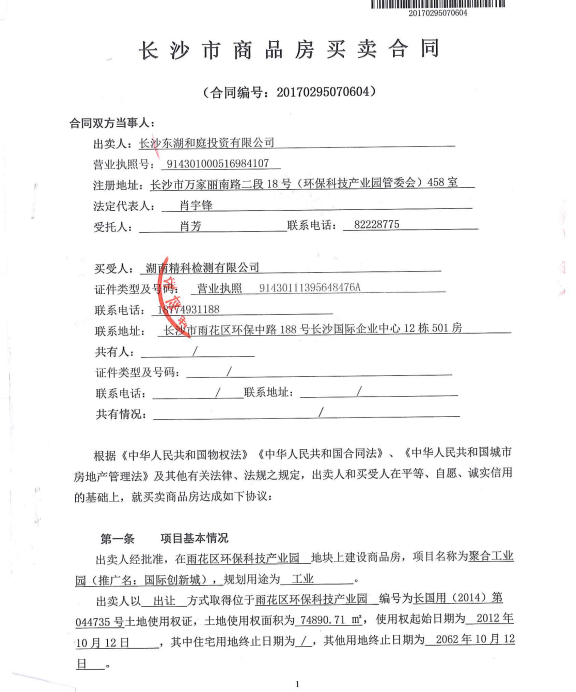 20170295070604
长沙市商品房买卖合同
（合同编号：20170295070604）
合同双方当事人：
出卖人：长沙东湖和庭投资有限公司
营业执照号：914301000516984107
注册地址：长沙市万家丽南路二段 18 号（环保科技产业园管委会）458 室
法定代表人：肖宇锋
受托人：肖芳 联系电话：82228775
买受人：湖南精科检测有限公司
证件类型及号码：营业执照 91430111395648476A
联系电话：18774931188
联系地址：长沙市雨花区环保中路 188 号长沙国际企业中心 12 栋 501 房
共有人：/
证件类型及号码：/
联系电话：/ 联系地址：/
共有情况：/
根据《中华人民共和国物权法》《中华人民共和国合同法》、《中华人民共和国城市
房地产管理法》及其他有关法律、法规之规定，出卖人和买受人在平等、自愿、诚实信用
的基础上，就买卖商品房达成如下协议：
第一条 项目基本情况
出卖人经批准，在雨花区环保科技产业园 地块上建设商品房，项目名称为聚合工业
园（推广名：国际创新城），规划用途为 工业 。
出卖人以 出让 方式取得位于雨花区环保科技产业园 编号为长国用（2014）第
044735 号土地使用权证，土地使用权面积为 74890.71 ㎡，使用权起始日期为 2012 年
10 月 12 日 ，其中住宅用地终止日期为 / ，其他用地终止日期为 2062 年 10 月 12
日 。
1